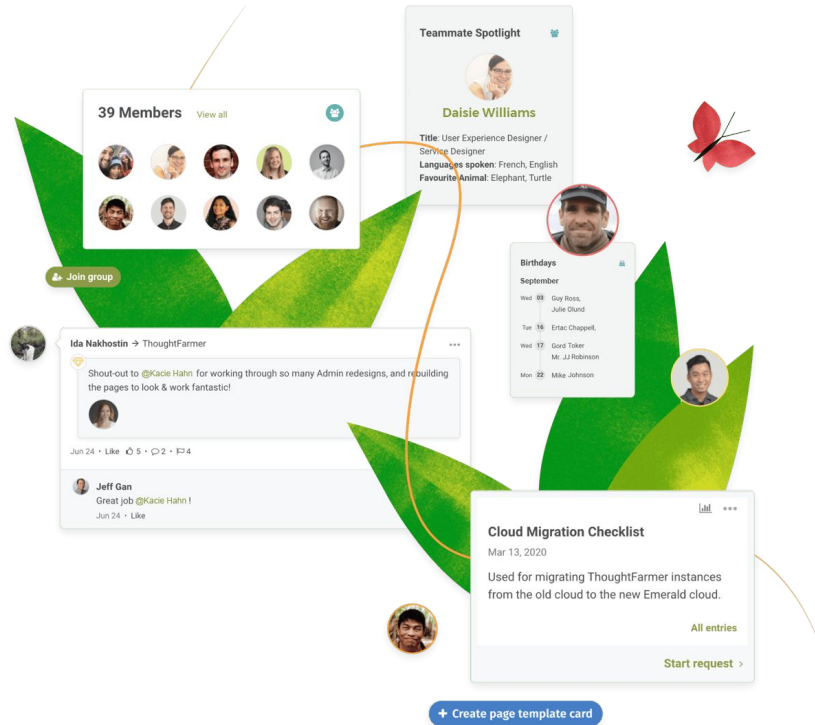 Teammate Spotlight
Daisie Williams
Title: User Experience Designer /
Service Designer
Languages spoken: French, English
Favourite Animal: Elephant, Turtle
39 Members View all
Join group
Birthdays
September
Wed 03 Guy Ross,
Julie Olund
Tue 16 Ertac Chappell,
Wed 17 Gord Toker
Mr. JJ Robinson
Mon 22 Mike Johnson
Ida Nakhostin → ThoughtFarmer
Shout-out to @Kacie Hahn for working through so many Admin redesigns, and rebuilding
the pages to look & work fantastic!
Jun 24 • Like 5 • 2 • 4
Jeff Gan
Great job @Kacie Hahn !
Jun 24 • Like
Cloud Migration Checklist
Mar 13, 2020
Used for migrating ThoughtFarmer instances
from the old cloud to the new Emerald cloud.
All entries
Start request >
+ Create page template card